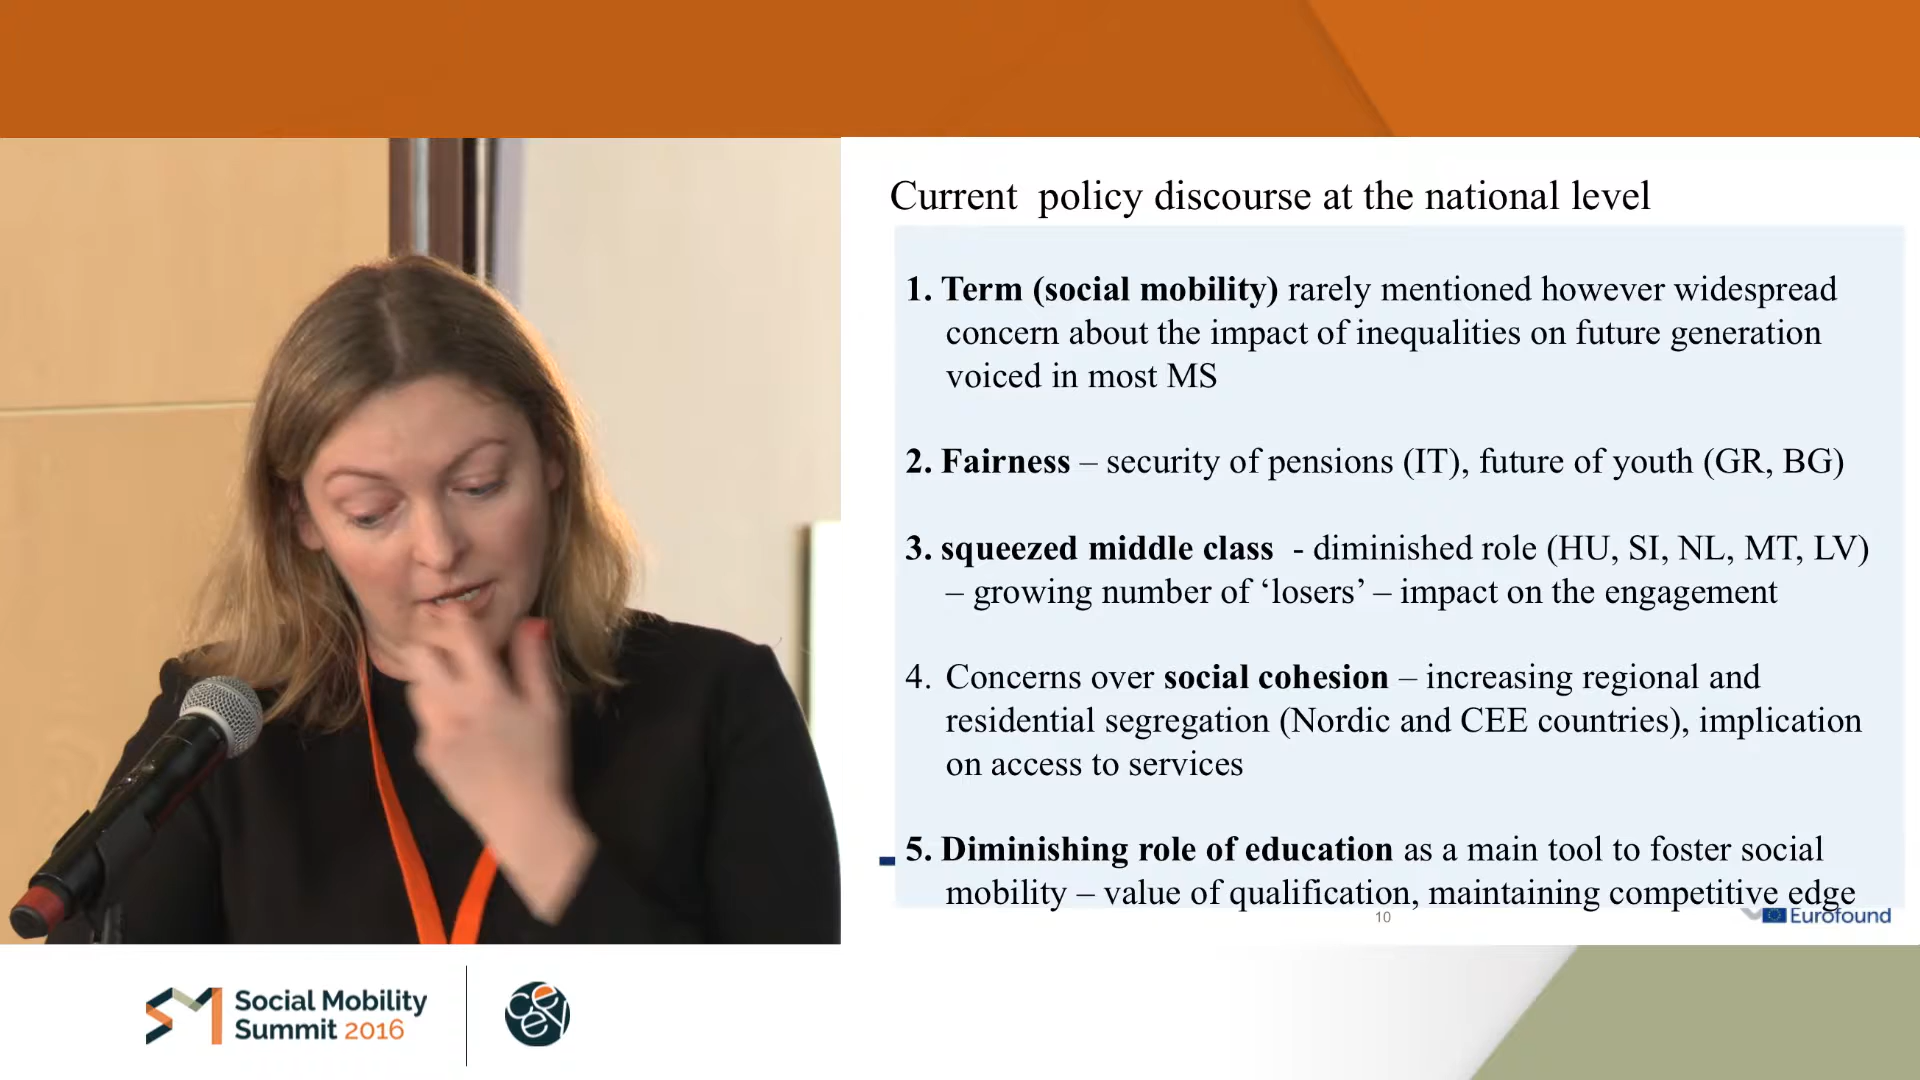 Current  policy discourse at the national level
1. Term (social mobility) rarely mentioned however widespread
concern about the impact of inequalities on future generation
voiced in most MS
2. Fairness – security of pensions (IT), future of youth (GR, BG)
3. squeezed middle class  - diminished role (HU, SI, NL, MT, LV)
– growing number of ‘losers’ – impact on the engagement
4. Concerns over social cohesion – increasing regional and
residential segregation (Nordic and CEE countries), implication
on access to services
5. Diminishing role of education as a main tool to foster social
mobility – value of qualification, maintaining competitive edge
10
Eurofound
SM
Social Mobility
Summit 2016
ceey